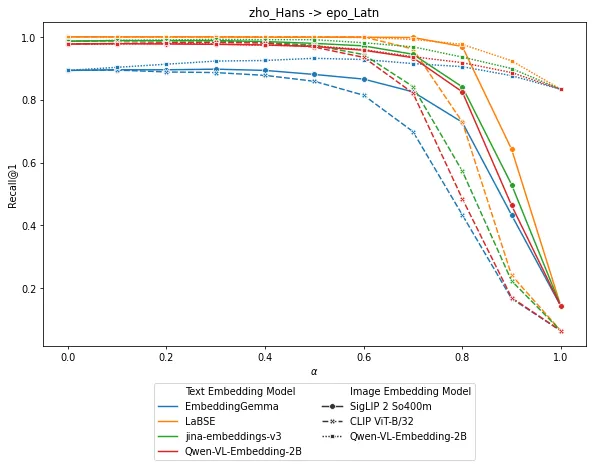 zho_Hans -> epo_Latn
Recall@1
1.0
0.8
0.6
0.4
0.2
0.0
0.2
0.4
0.6
0.8
1.0
α
Text Embedding Model
EmbeddingGemma
LaBSE
jina-embeddings-v3
Qwen-VL-Embedding-2B
Image Embedding Model
SigLIP 2 So400m
CLIP ViT-B/32
Qwen-VL-Embedding-2B